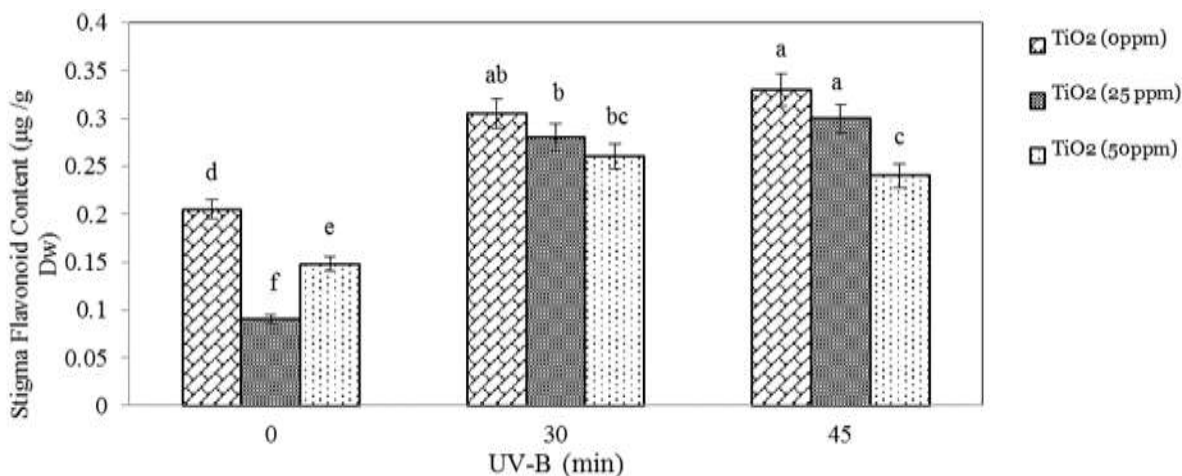 Stigma Flavonoid Content (µg /g
Dw)
0.4
0.35
0.3
0.25
0.2
0.15
0.1
0.05
0
d
f
e
ab
b
bc
a
a
c
0
30
45
UV-B (min)
TiO2 (0ppm)
TiO2 (25 ppm)
TiO2 (50ppm)